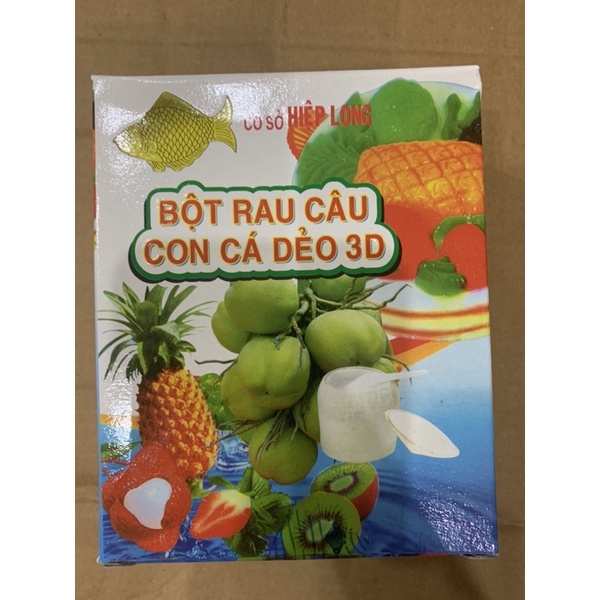 CƠ SỞ HIỆP LONG
BỘT RAU CÂU
CON CÁ DẺO 3D